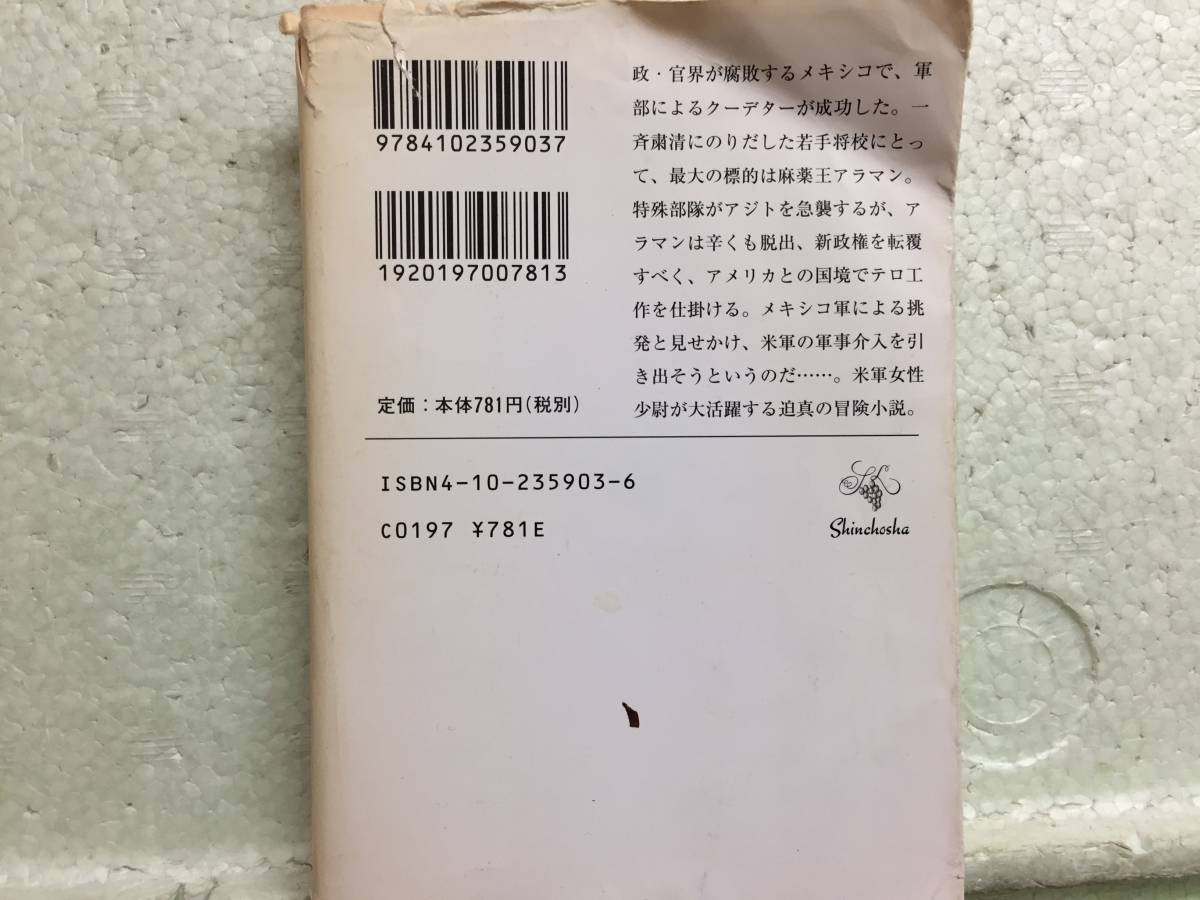 9784102359037
1920197007813
定価：本体781円（税別）
政・官界が腐敗するメキシコで、軍
部によるクーデターが成功した。一
斉粛清にのりだした若手将校にとっ
て、最大の標的は麻薬王アラマン。
特殊部隊がアジトを急襲するが、ア
ラマンは辛くも脱出、新政権を転覆
すべく、アメリカとの国境でテロ工
作を仕掛ける。メキシコ軍による挑
発と見せかけ、米軍の軍事介入を引
き出そうというのだ……。米軍女性
少尉が大活躍する迫真の冒険小説。
ISBN4-10-235903-6
C0197 ¥781E
Shinchosha